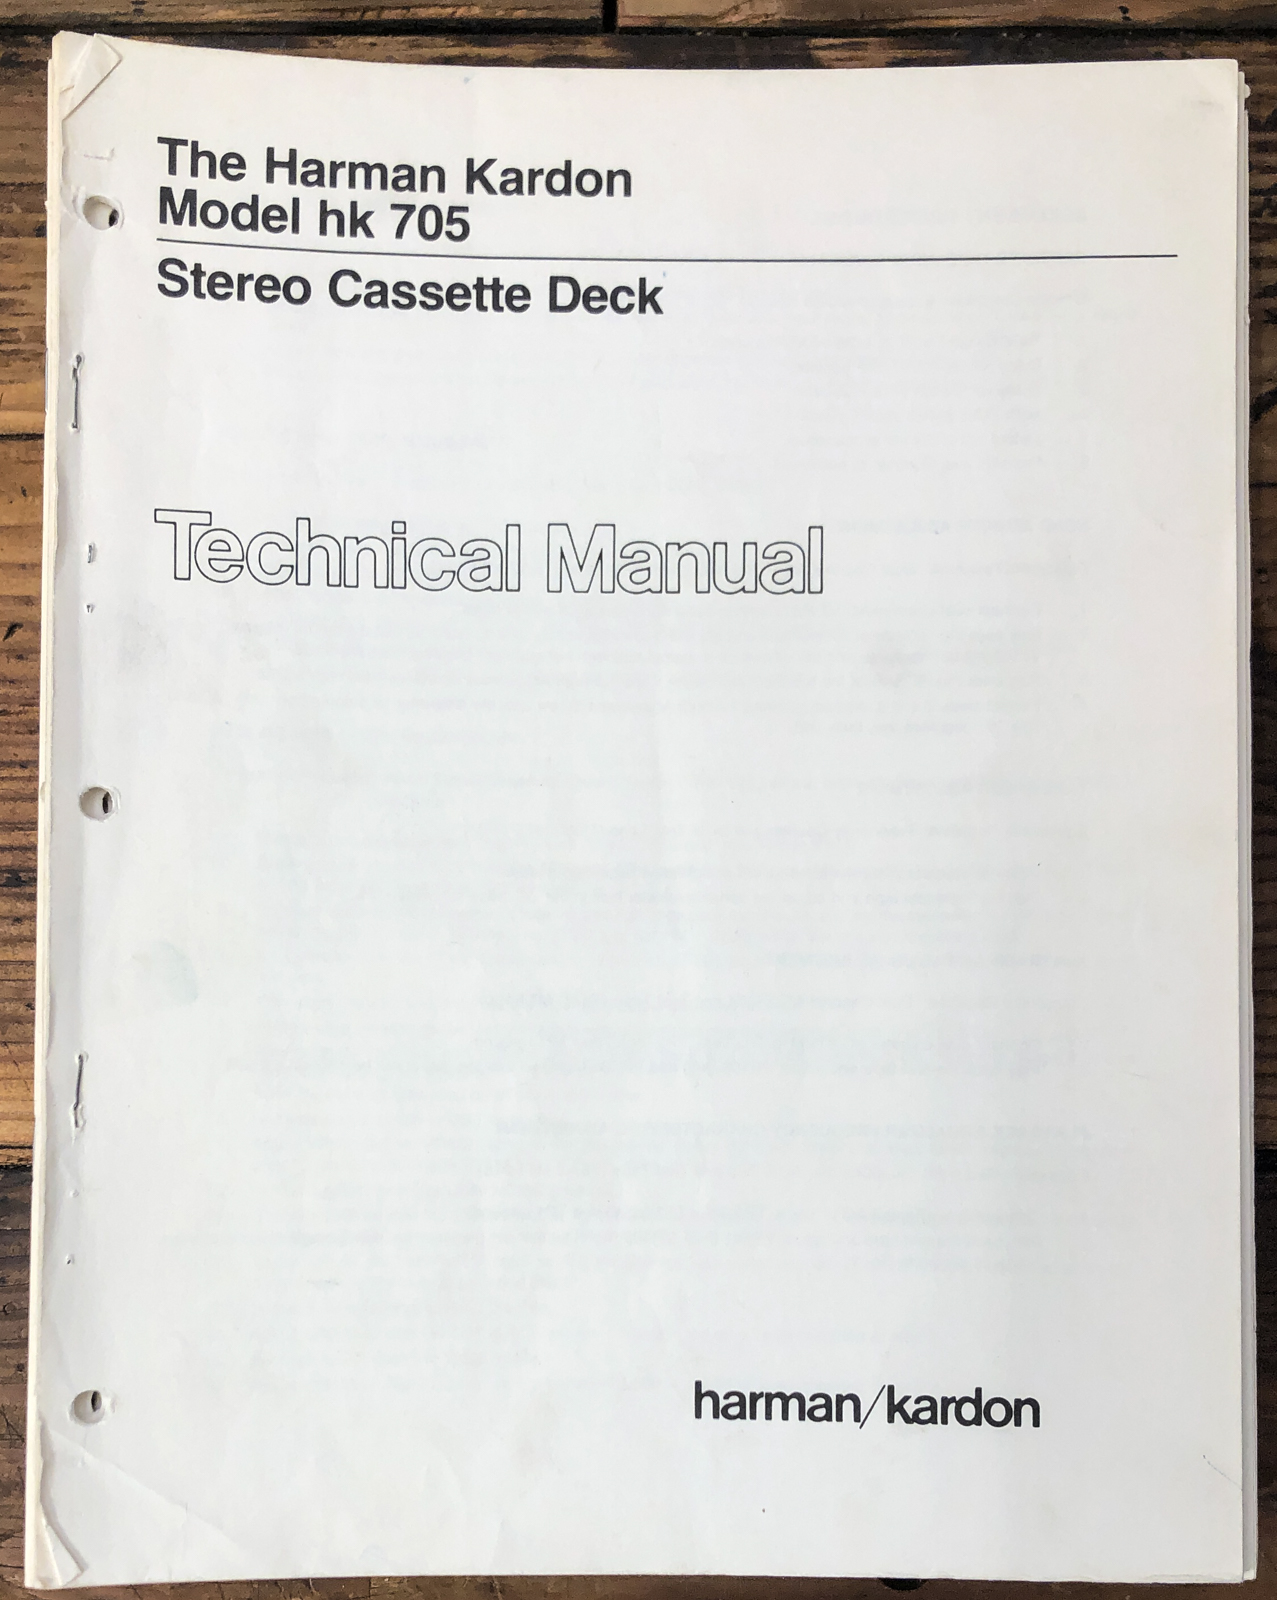 The Harman Kardon
Model hk 705
Stereo Cassette Deck
Technical Manual
harman/kardon